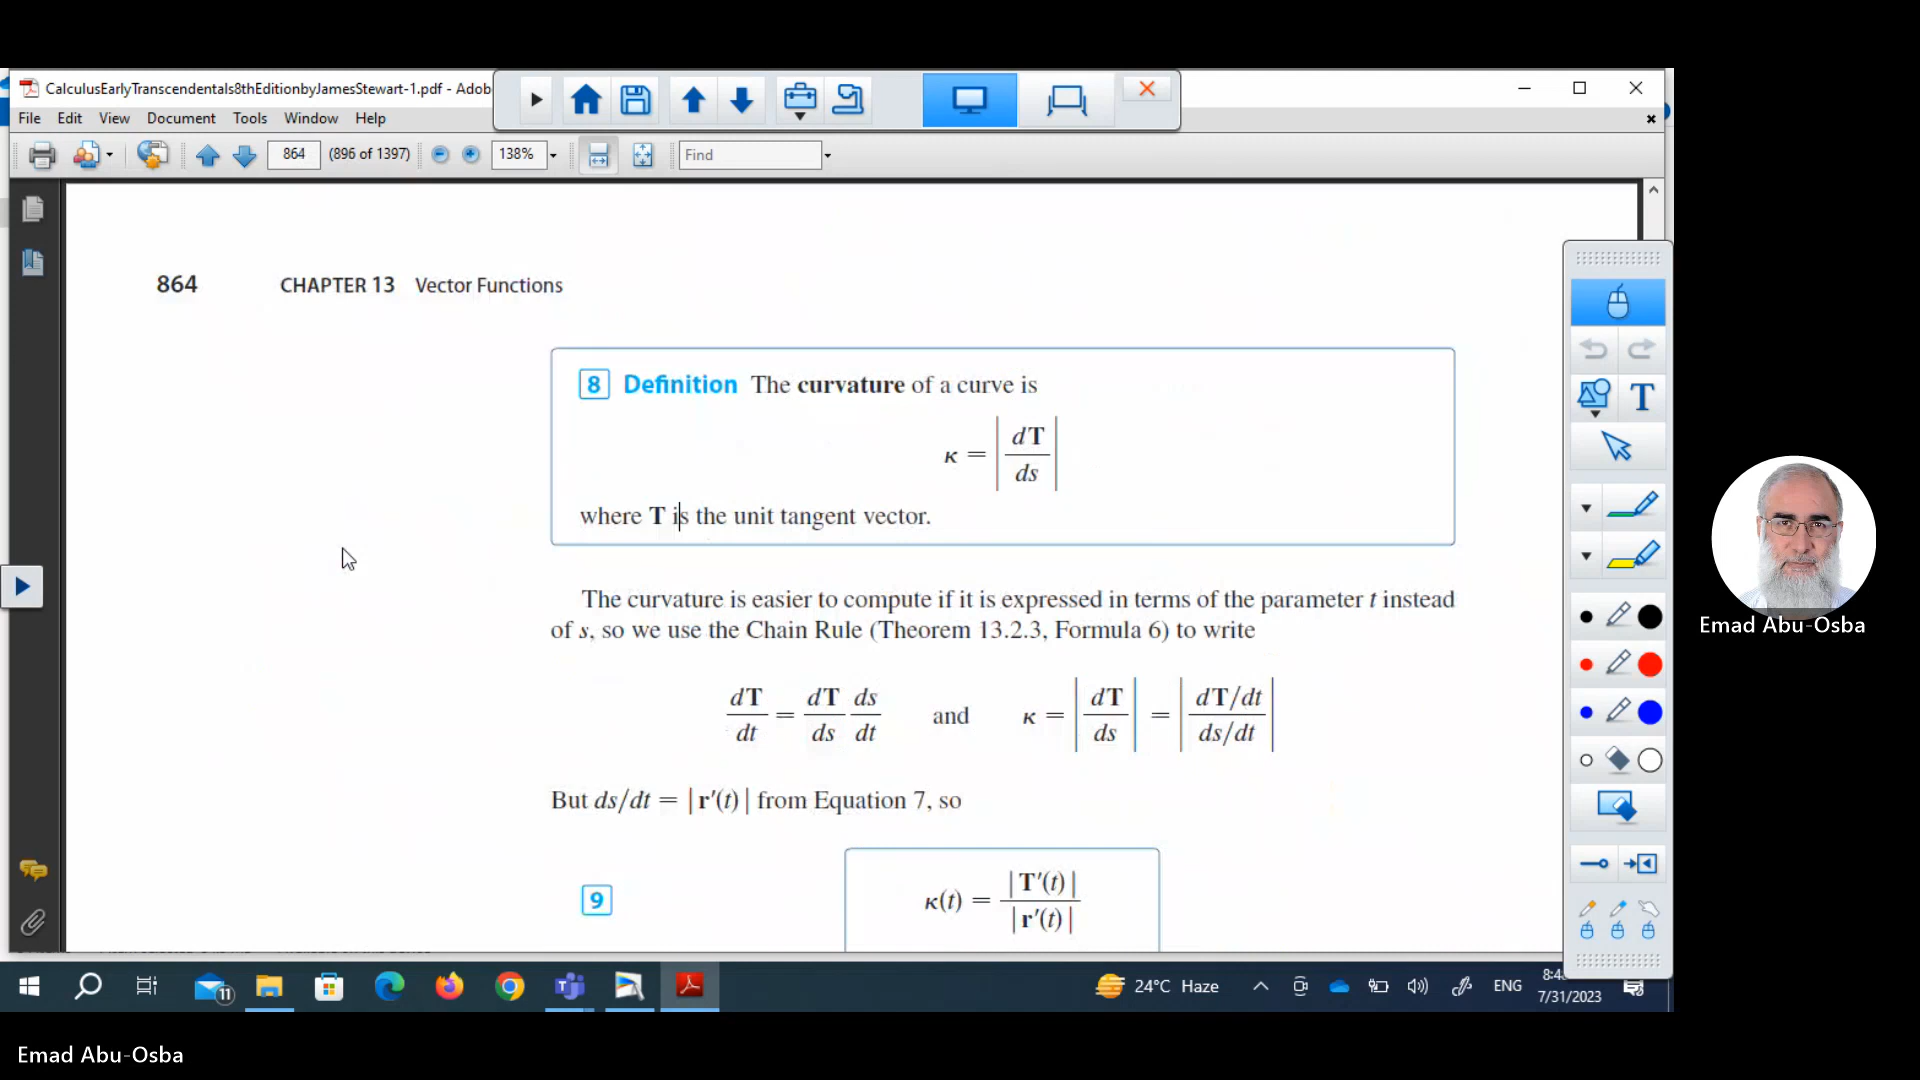 CalculusEarlyTranscendentals8thEditionbyJamesStewart-1.pdf - Adob
File Edit View Document Tools Window Help
864 (896 of 1397) 138% Find
864 CHAPTER 13 Vector Functions
8 Definition The curvature of a curve is
κ = | dT / ds |
where T is the unit tangent vector.
The curvature is easier to compute if it is expressed in terms of the parameter t instead
of s, so we use the Chain Rule (Theorem 13.2.3, Formula 6) to write
dT/dt = dT/ds ds/dt and κ = | dT/ds | = | dT/dt / ds/dt |
But ds/dt = | r′(t) | from Equation 7, so
9 κ(t) = | T′(t) | / | r′(t) |
T
Emad Abu-Osba
11
24°C Haze
ENG
7/31/2023
Emad Abu-Osba